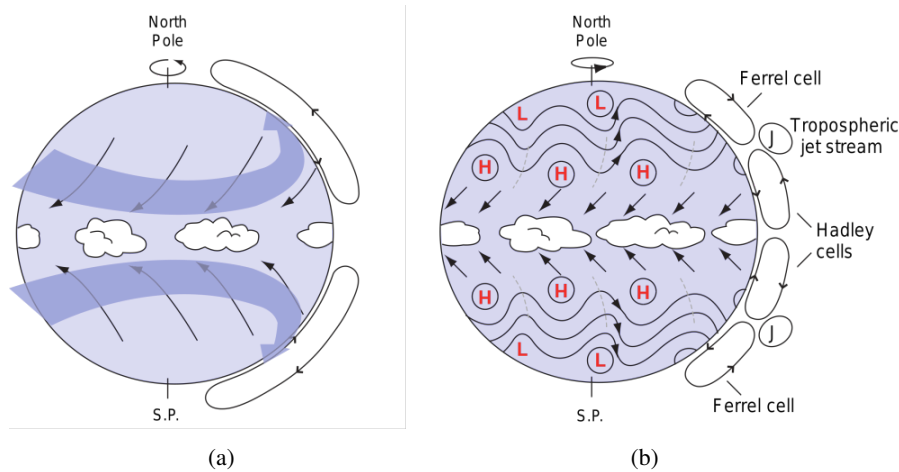 North
Pole
S.P.
(a)
North
Pole
Ferrel cell
Tropospheric
jet stream
J
Hadley
cells
J
Ferrel cell
S.P.
L
L
H
H
H
H
H
H
L
L
(b)